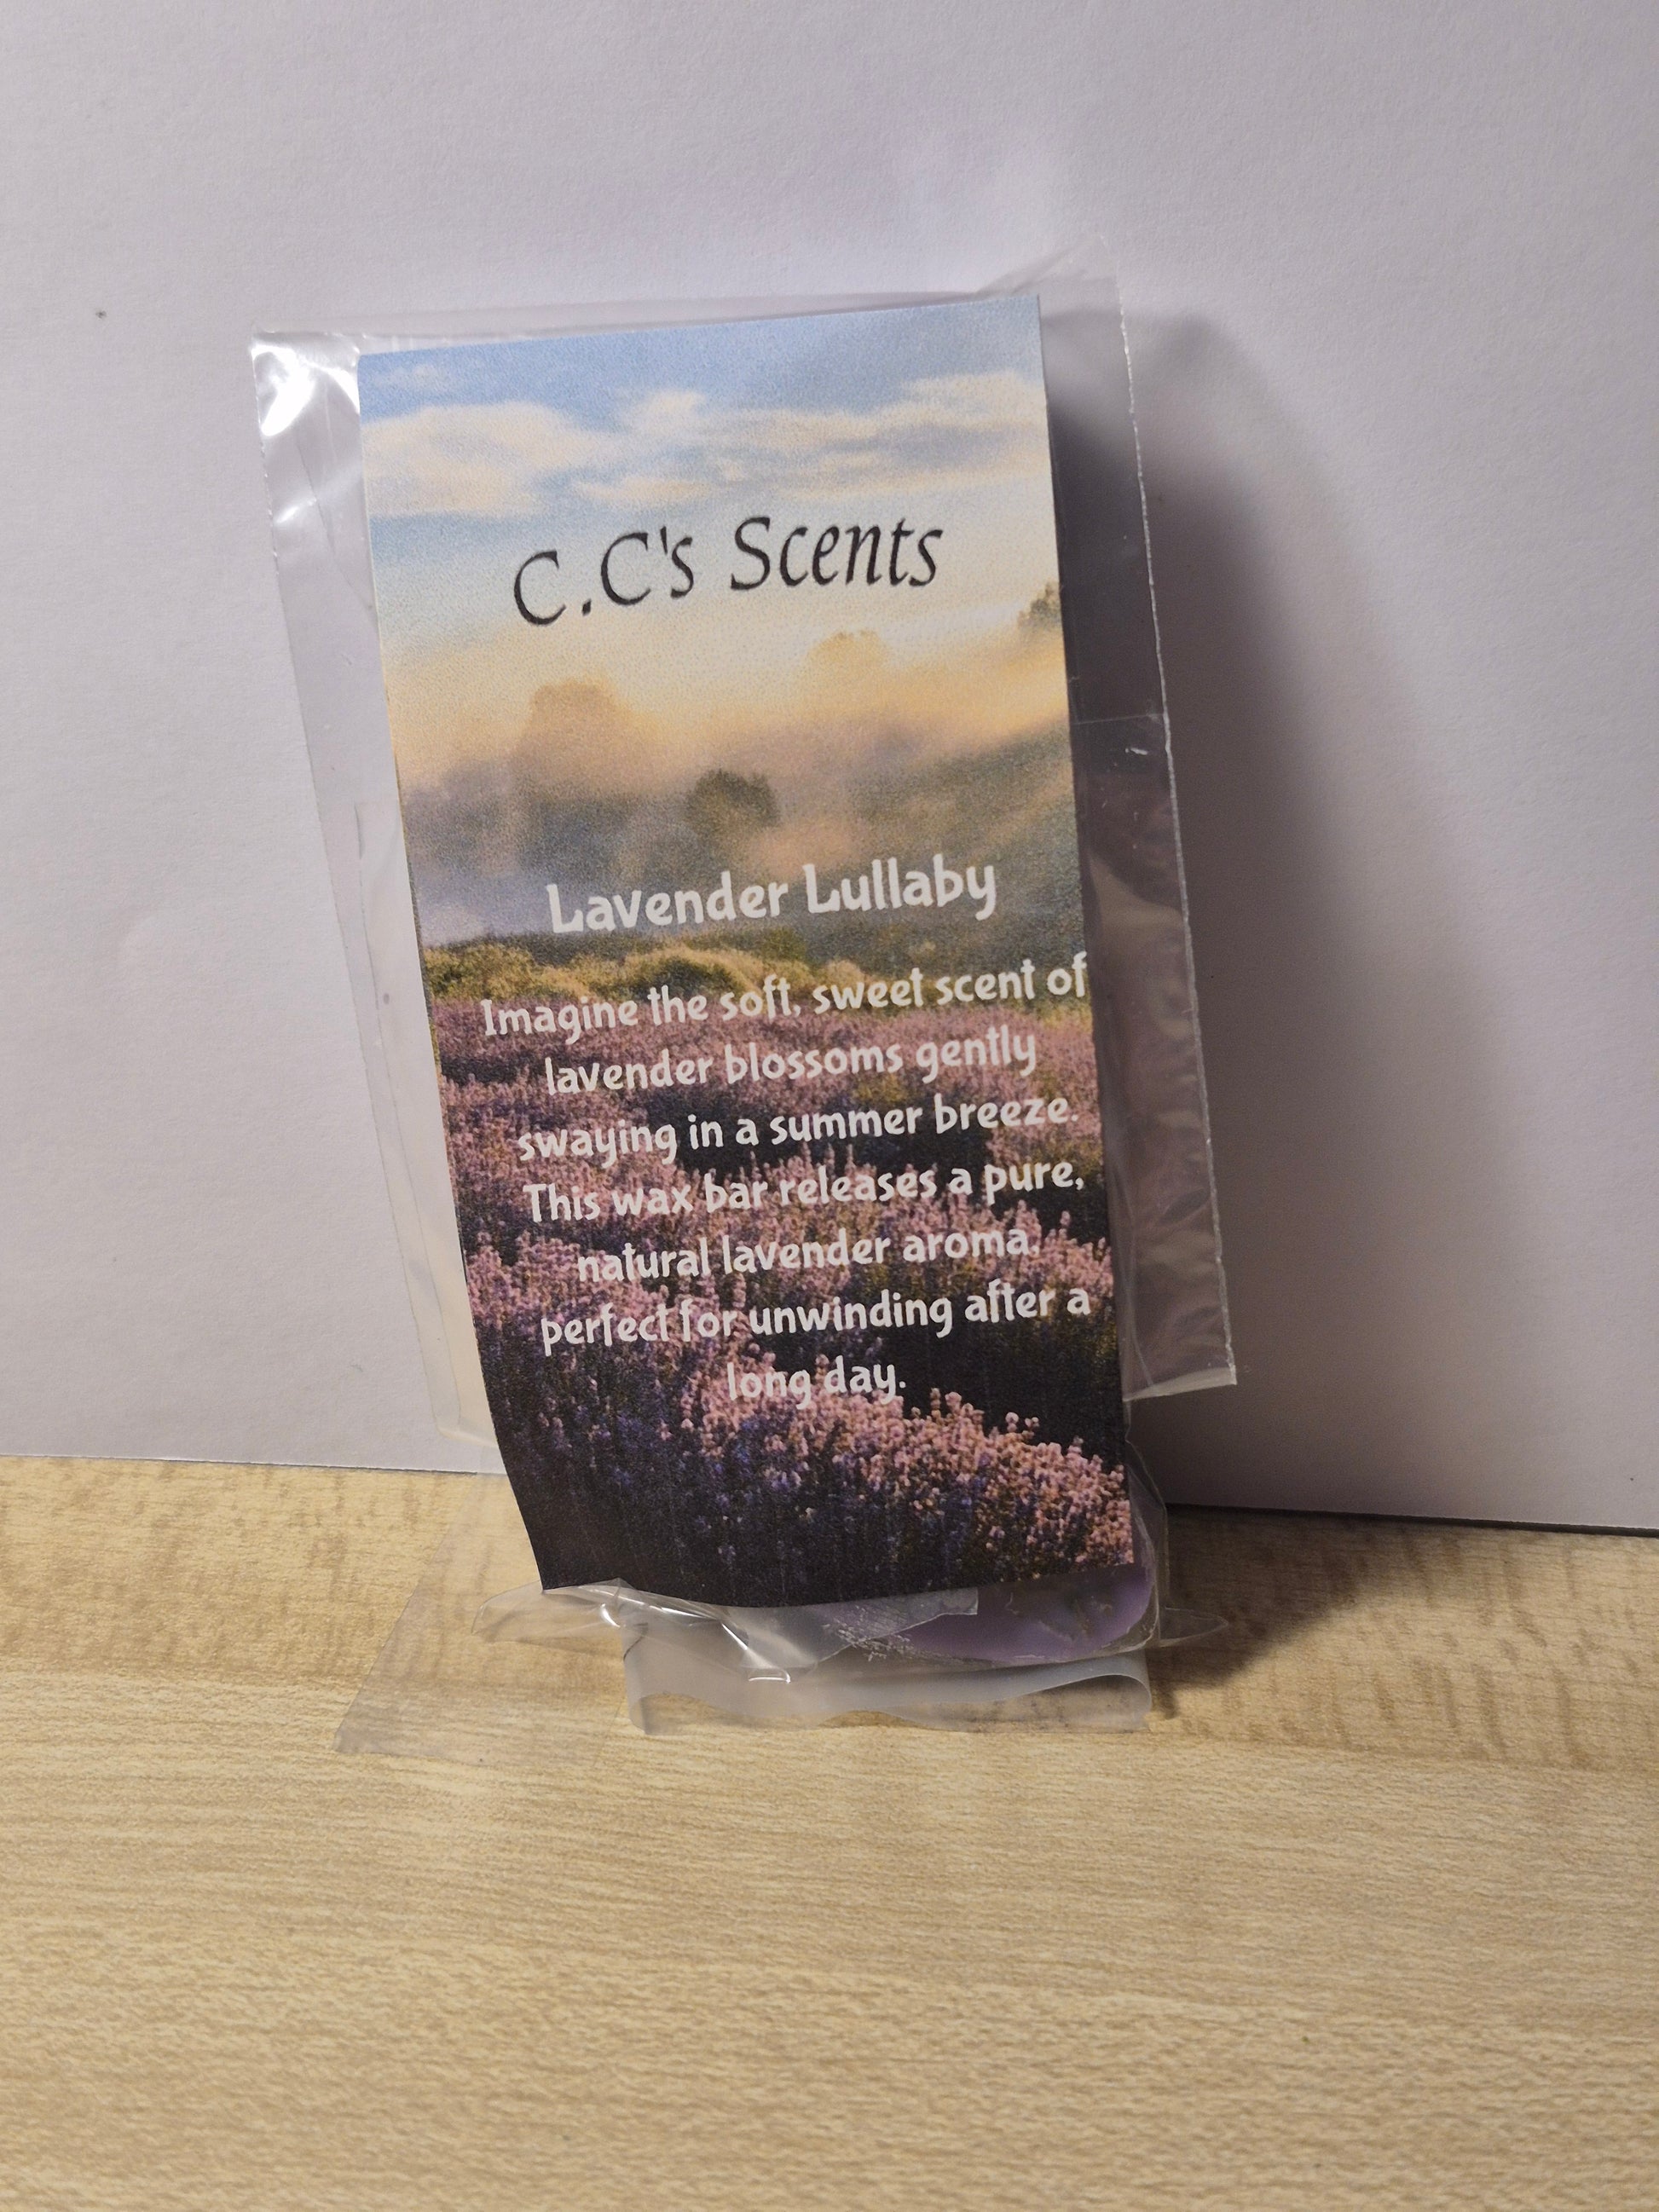 C.C's Scents
Lavender Lullaby
Imagine the soft, sweet scent of
lavender blossoms gently
swaying in a summer breeze.
This wax bar releases a pure,
natural lavender aroma,
perfect for unwinding after a
long day.